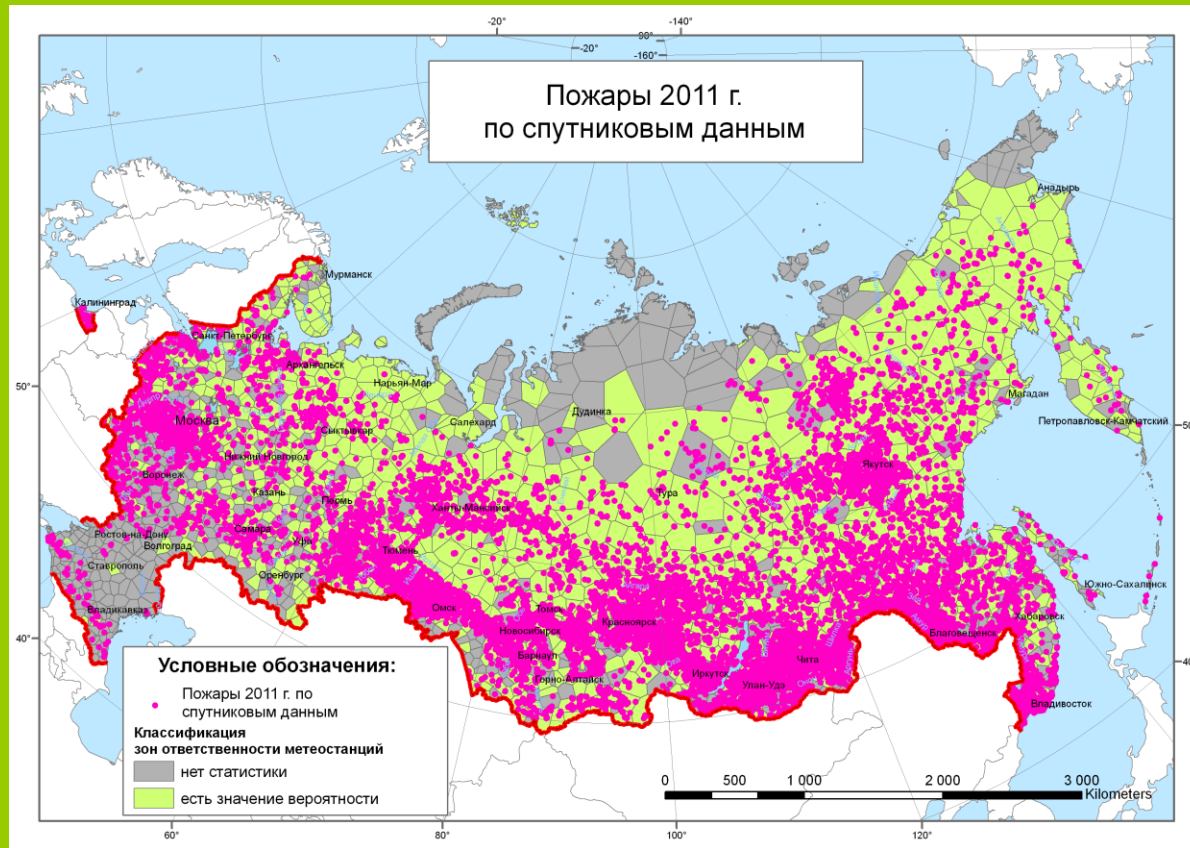 -20°
-140°
-20°
-160°
Пожары 2011 г.
по спутниковым данным
Анадырь
Мурманск
Калининград
Санкт-Петербург
Архангельск
Нарьян-Мар
50°
Дудинка
Магадан
Москва
Салехард
Петропавловск-Камчатский
Сыктывкар
Нижний Новгород
Якутск
Воронеж
Казань
Пермь
Тура
Ханты-Мансийск
Ростов-на-Дону
Самара
Волгоград
Уфа
Тюмень
Ставрополь
Оренбург
Южно-Сахалинск
Владикавказ
Омск
Томск
Ангара
Хабаровск
Красноярск
40°
Новосибирск
Благовещенск
Барнаул
Чита
Горно-Алтайск
Иркутск
Улан-Удэ
Владивосток
Условные обозначения:
Пожары 2011 г. по
спутниковым данным
Классификация
зон ответственности метеостанций
нет статистики
есть значение вероятности
0 500 1 000 2 000 3 000
Kilometers
60°
80°
100°
120°